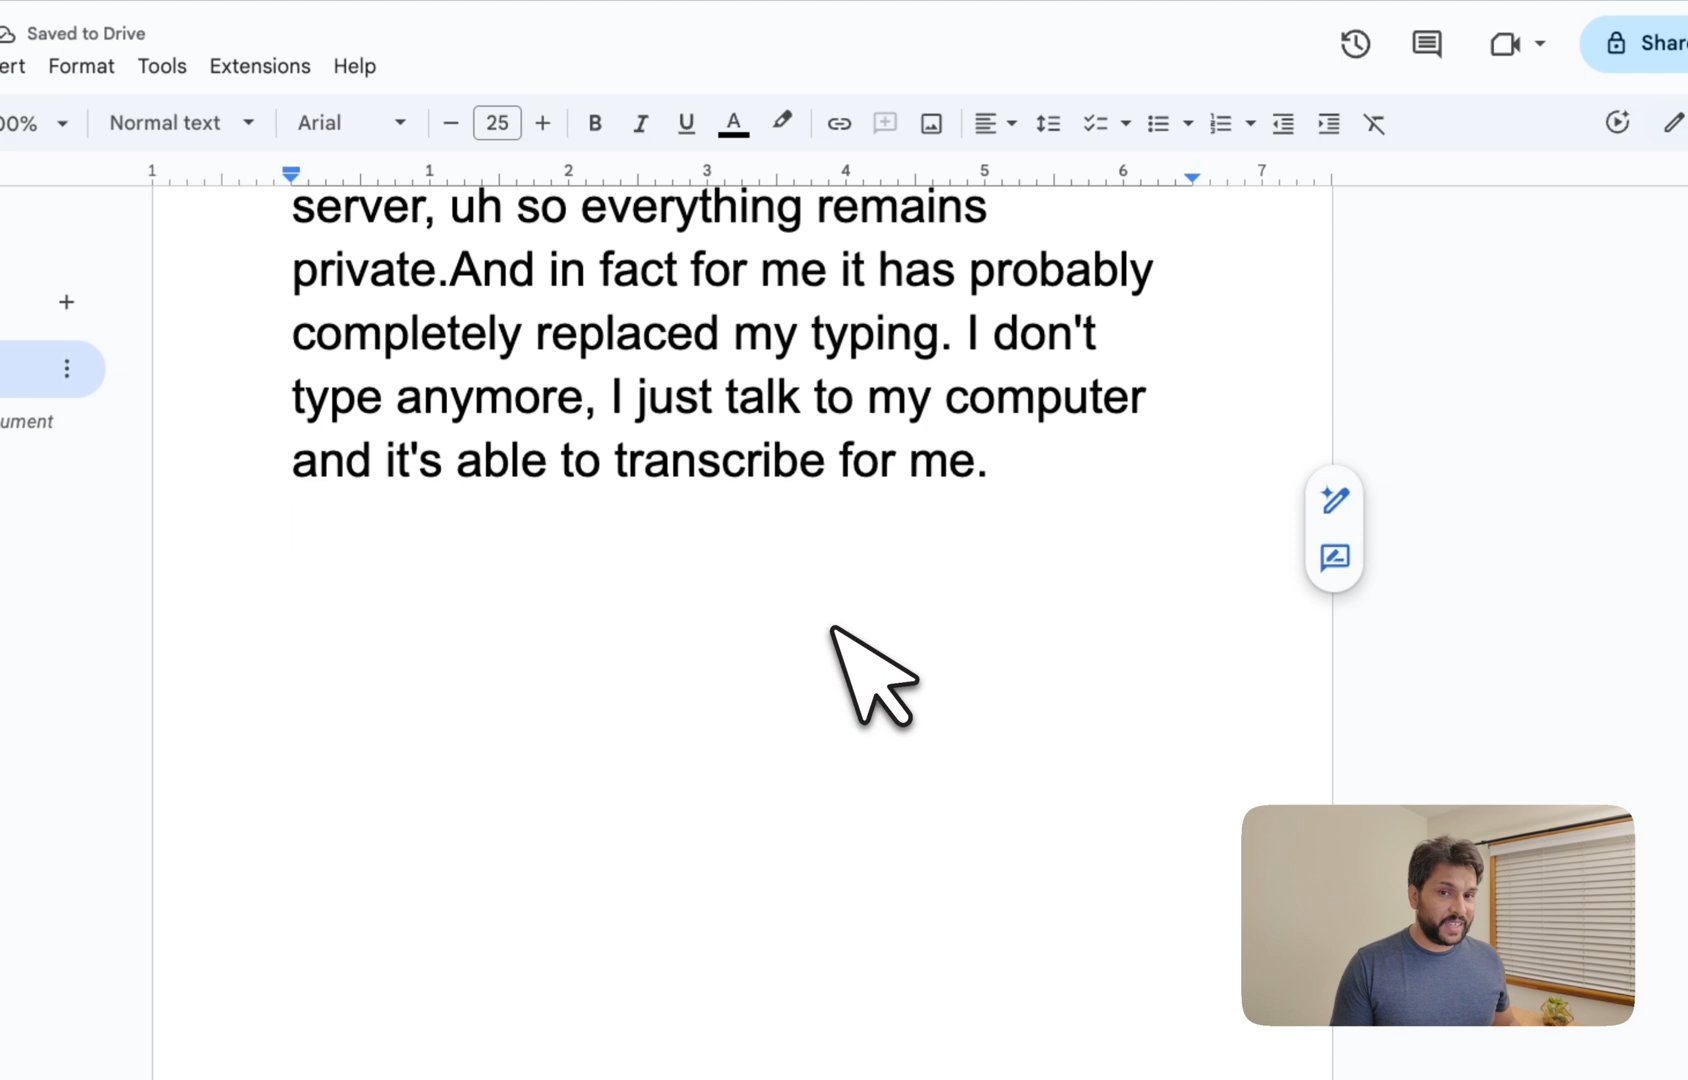 Saved to Drive
ert Format Tools Extensions Help
Shar
00% Normal text Arial 25 B I U A
1 1 2 3 4 5 6 7
server, uh so everything remains
private.And in fact for me it has probably
completely replaced my typing. I don't
type anymore, I just talk to my computer
and it's able to transcribe for me.
ument